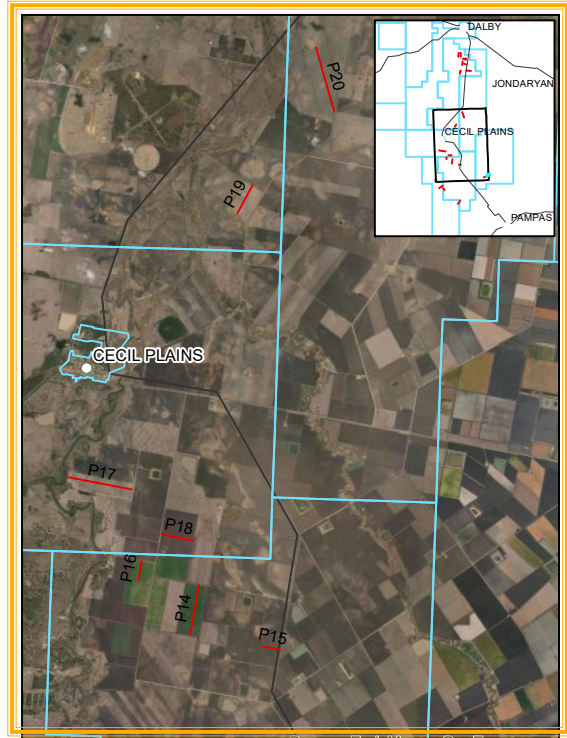 DALBY
JONDARYAN
CECIL PLAINS
PAMPAS
P20
P19
CECIL PLAINS
P17
P18
P16
P14
P15